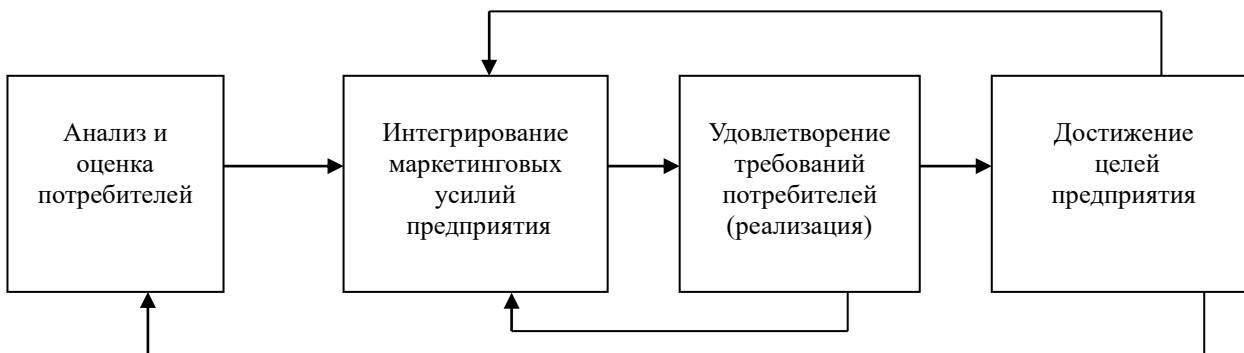 Анализ и
оценка
потребителей
Интегрирование
маркетинговых
усилий
предприятия
Удовлетворение
требований
потребителей
(реализация)
Достижение
целей
предприятия